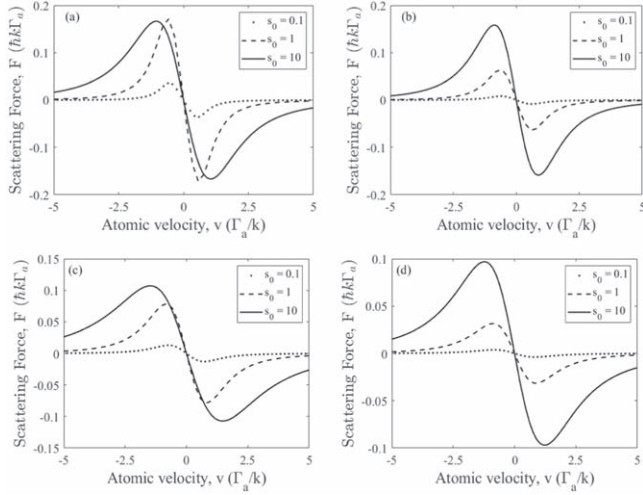 (a)
s₀ = 0.1
s₀ = 1
s₀ = 10
Scattering Force, F (ħkΓₐ)
0.2
0.1
0
-0.1
-0.2
-5 -2.5 0 2.5 5
Atomic velocity, v (Γₐ/k)
(b)
s₀ = 0.1
s₀ = 1
s₀ = 10
Scattering Force, F (ħkΓₐ)
0.2
0.1
0
-0.1
-0.2
-5 -2.5 0 2.5 5
Atomic velocity, v (Γₐ/k)
(c)
s₀ = 0.1
s₀ = 1
s₀ = 10
Scattering Force, F (ħkΓₐ)
0.15
0.1
0.05
0
-0.05
-0.1
0.15
-5 -2.5 0 2.5 5
Atomic velocity, v (Γₐ/k)
(d)
s₀ = 0.1
s₀ = 1
s₀ = 10
Scattering Force, F (ħkΓₐ)
0.1
0.05
0
-0.05
-0.1
-5 -2.5 0 2.5 5
Atomic velocity, v (Γₐ/k)